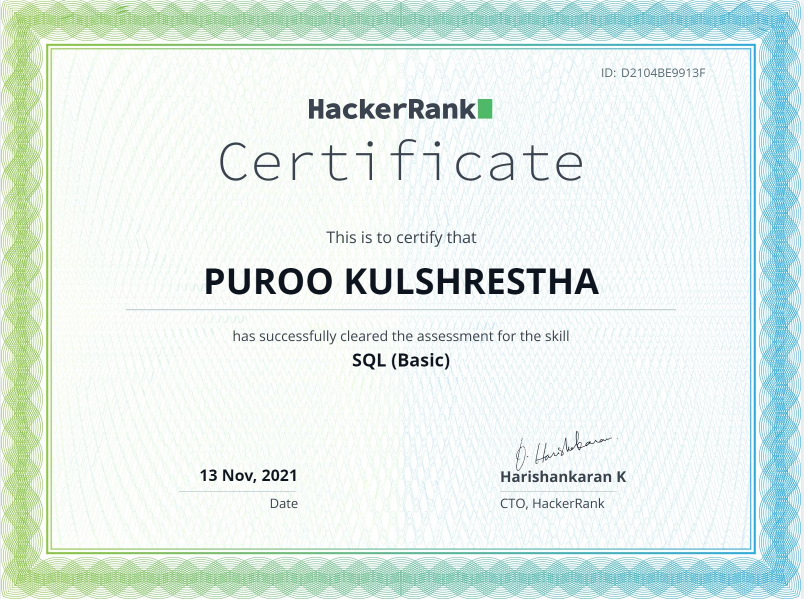 ID: D2104BE9913F
HackerRank
Certificate
This is to certify that
PUROO KULSHRESTHA
has successfully cleared the assessment for the skill
SQL (Basic)
13 Nov, 2021
Date
D. Harishankaran
Harishankaran K
CTO, HackerRank